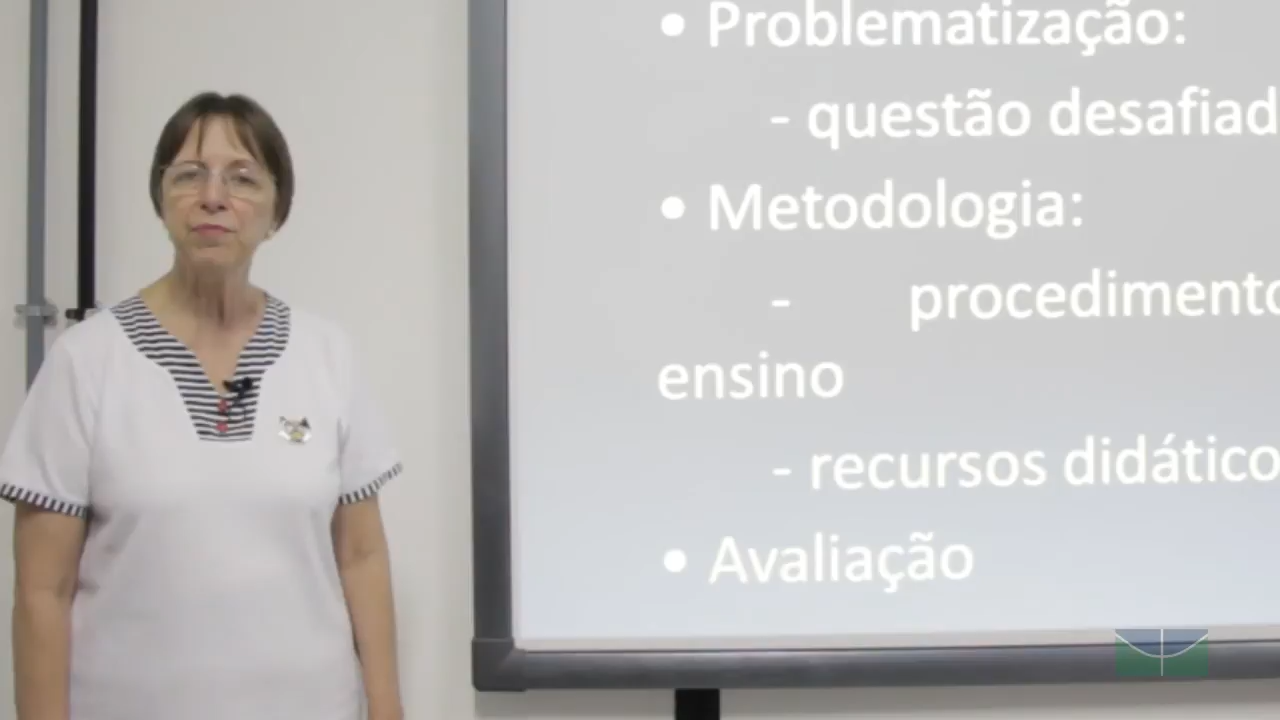 • Problematização:
- questão desafiad
• Metodologia:
- procedimento
ensino
- recursos didático
• Avaliação